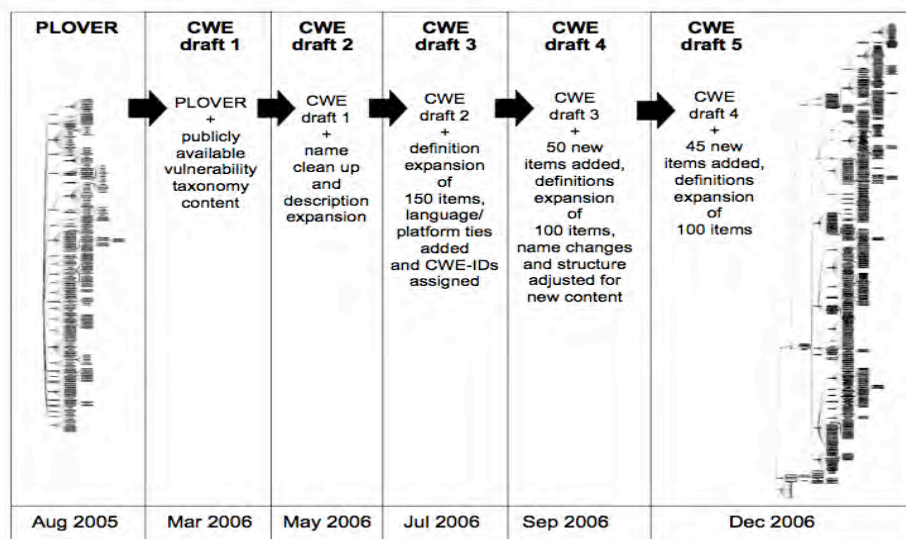 PLOVER
CWE
draft 1
CWE
draft 2
CWE
draft 3
CWE
draft 4
CWE
draft 5
PLOVER
+
publicly
available
vulnerability
taxonomy
content
CWE
draft 1
+
name
clean up
and
description
expansion
CWE
draft 2
+
definition
expansion
of
150 items,
language/
platform ties
added
and CWE-IDs
assigned
CWE
draft 3
+
50 new
items added,
definitions
expansion
of
100 items,
name changes
and structure
adjusted for
new content
CWE
draft 4
+
45 new
items added,
definitions
expansion
of
100 items
Aug 2005
Mar 2006
May 2006
Jul 2006
Sep 2006
Dec 2006